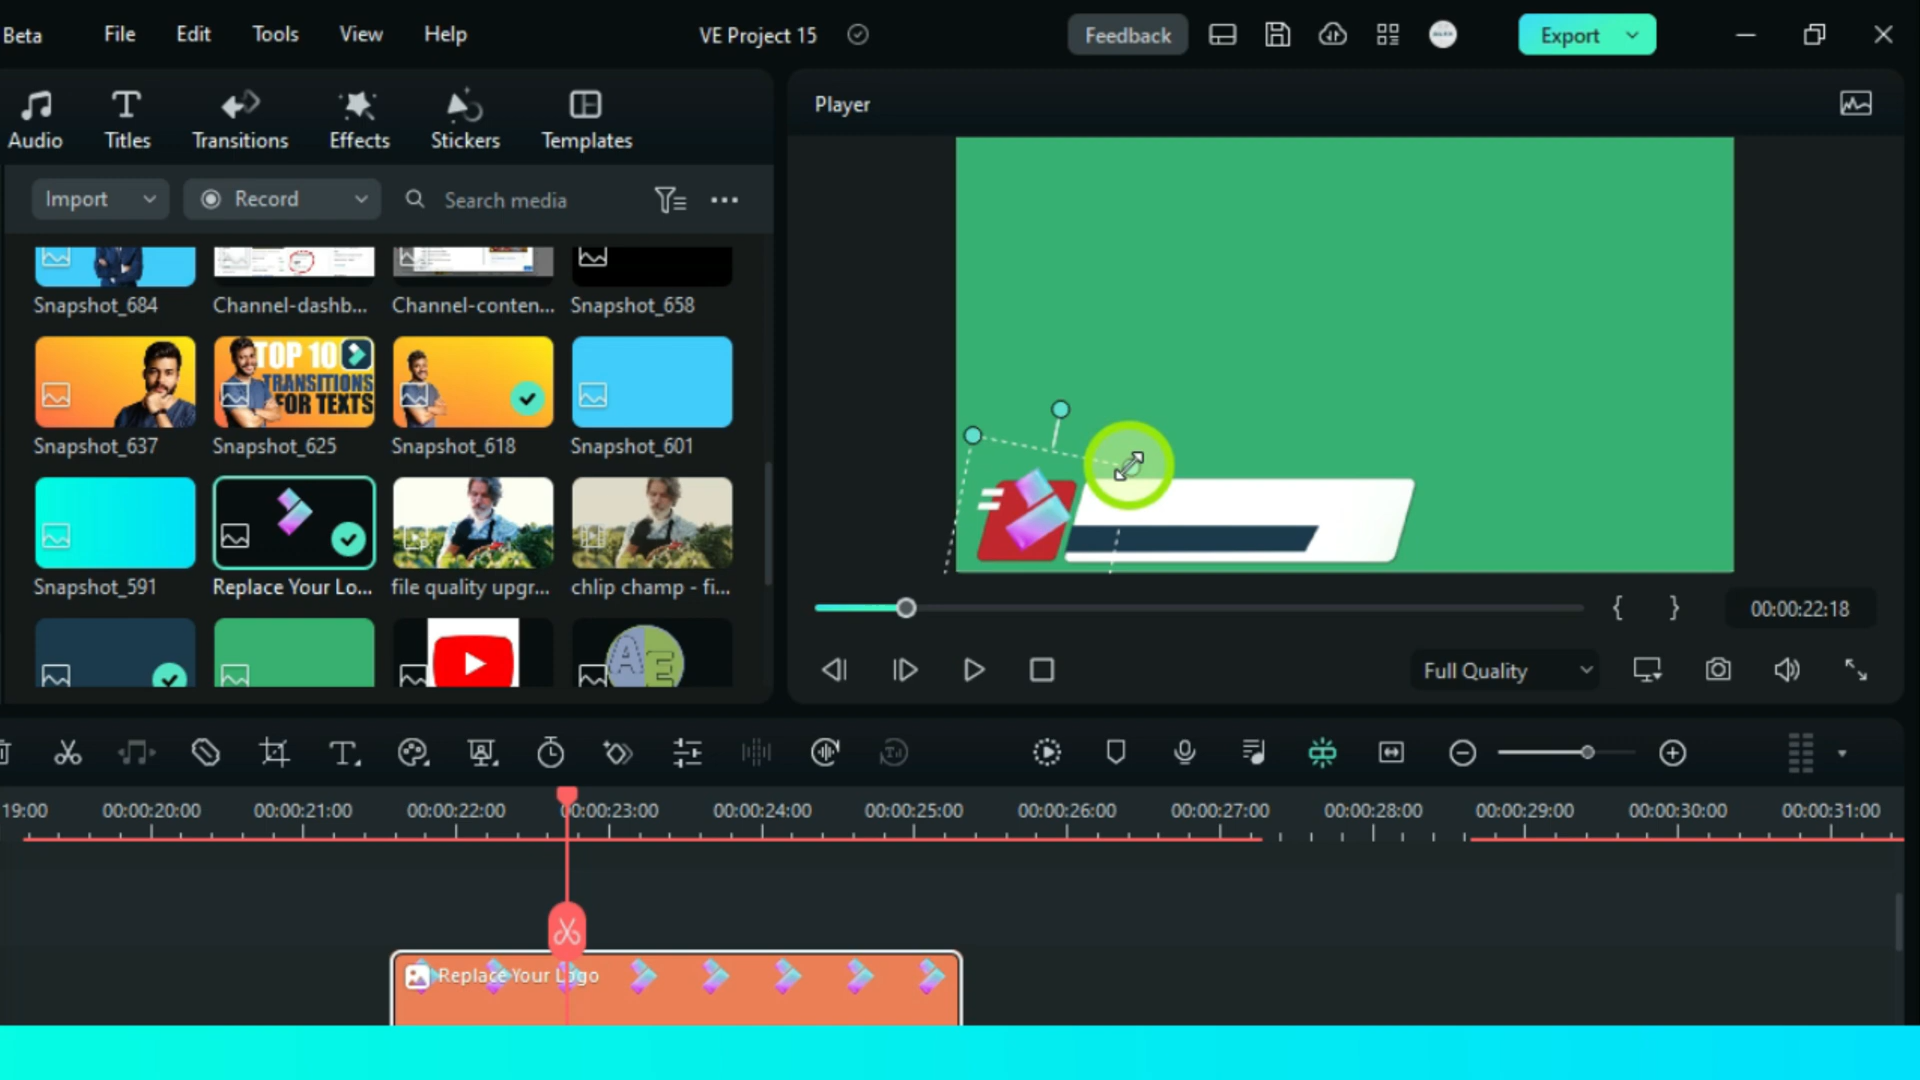 Beta File Edit Tools View Help VE Project 15 Feedback Export
Audio Titles Transitions Effects Stickers Templates
Player
Import Record Search media
Snapshot_684 Channel-dashb... Channel-conten... Snapshot_658
TOP 10
TRANSITIONS
FOR TEXTS
Snapshot_637 Snapshot_625 Snapshot_618 Snapshot_601
Snapshot_591 Replace Your Lo... file quality upgr... chlip champ - fi...
AE
{ } 00:00:22:18
Full Quality
19:00 00:00:20:00 00:00:21:00 00:00:22:00 00:00:23:00 00:00:24:00 00:00:25:00 00:00:26:00 00:00:27:00 00:00:28:00 00:00:29:00 00:00:30:00 00:00:31:00
Replace Your Logo